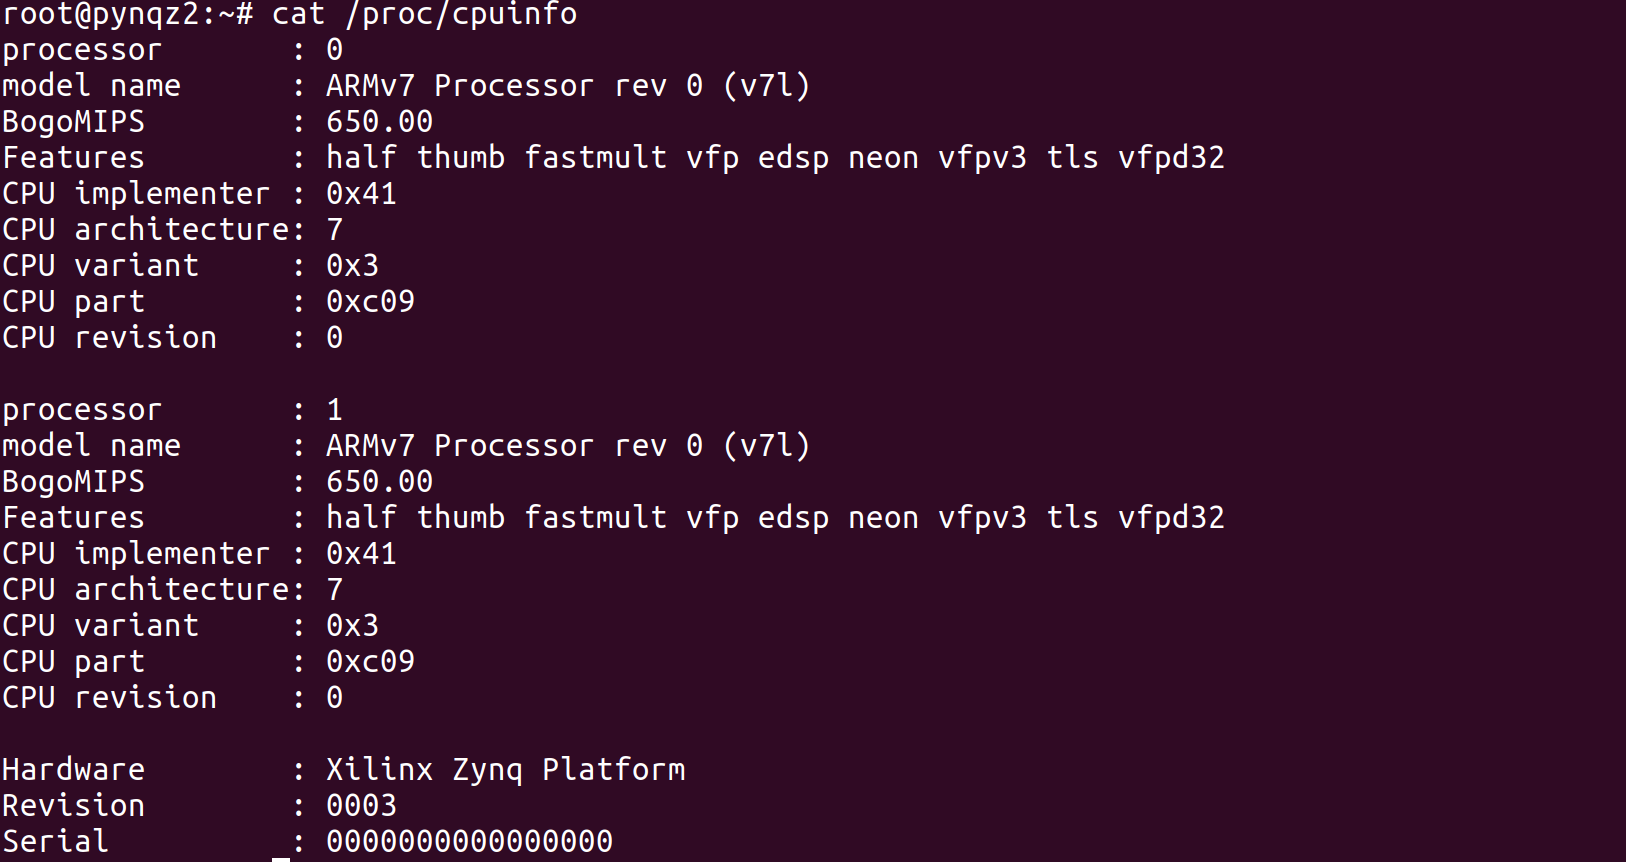 root@pynqz2:~# cat /proc/cpuinfo
processor       : 0
model name      : ARMv7 Processor rev 0 (v7l)
BogoMIPS        : 650.00
Features        : half thumb fastmult vfp edsp neon vfpv3 tls vfpd32
CPU implementer : 0x41
CPU architecture: 7
CPU variant     : 0x3
CPU part        : 0xc09
CPU revision    : 0

processor       : 1
model name      : ARMv7 Processor rev 0 (v7l)
BogoMIPS        : 650.00
Features        : half thumb fastmult vfp edsp neon vfpv3 tls vfpd32
CPU implementer : 0x41
CPU architecture: 7
CPU variant     : 0x3
CPU part        : 0xc09
CPU revision    : 0

Hardware        : Xilinx Zynq Platform
Revision        : 0003
Serial          : 0000000000000000